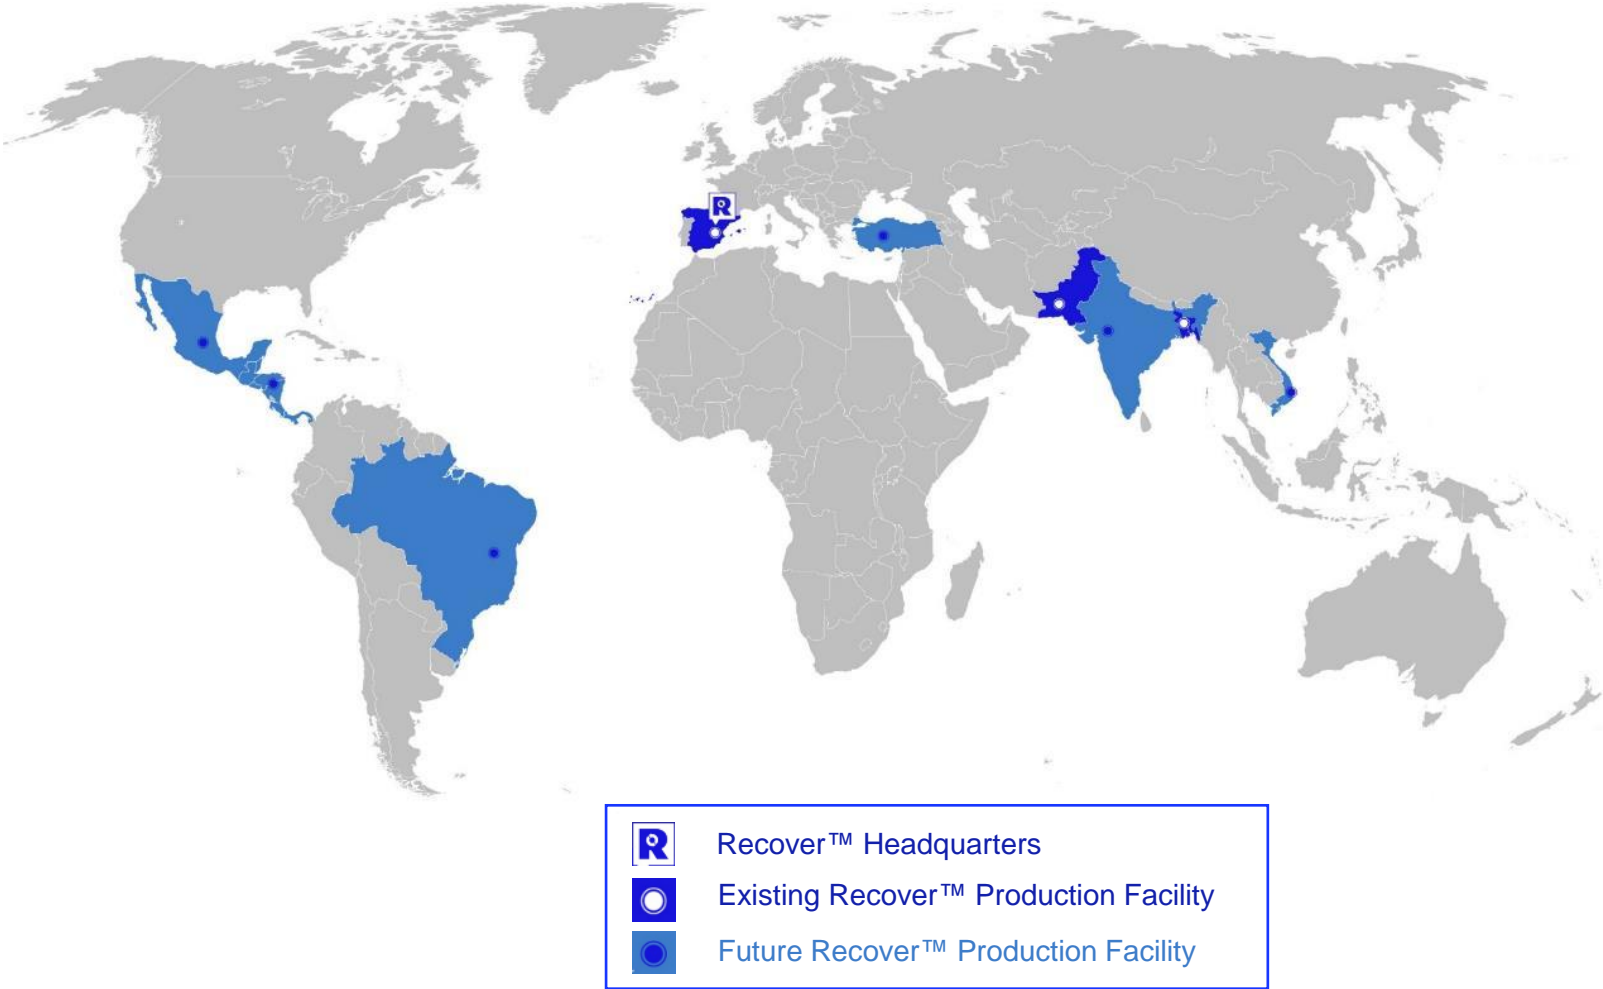 R
R Recover™ Headquarters
Existing Recover™ Production Facility
Future Recover™ Production Facility